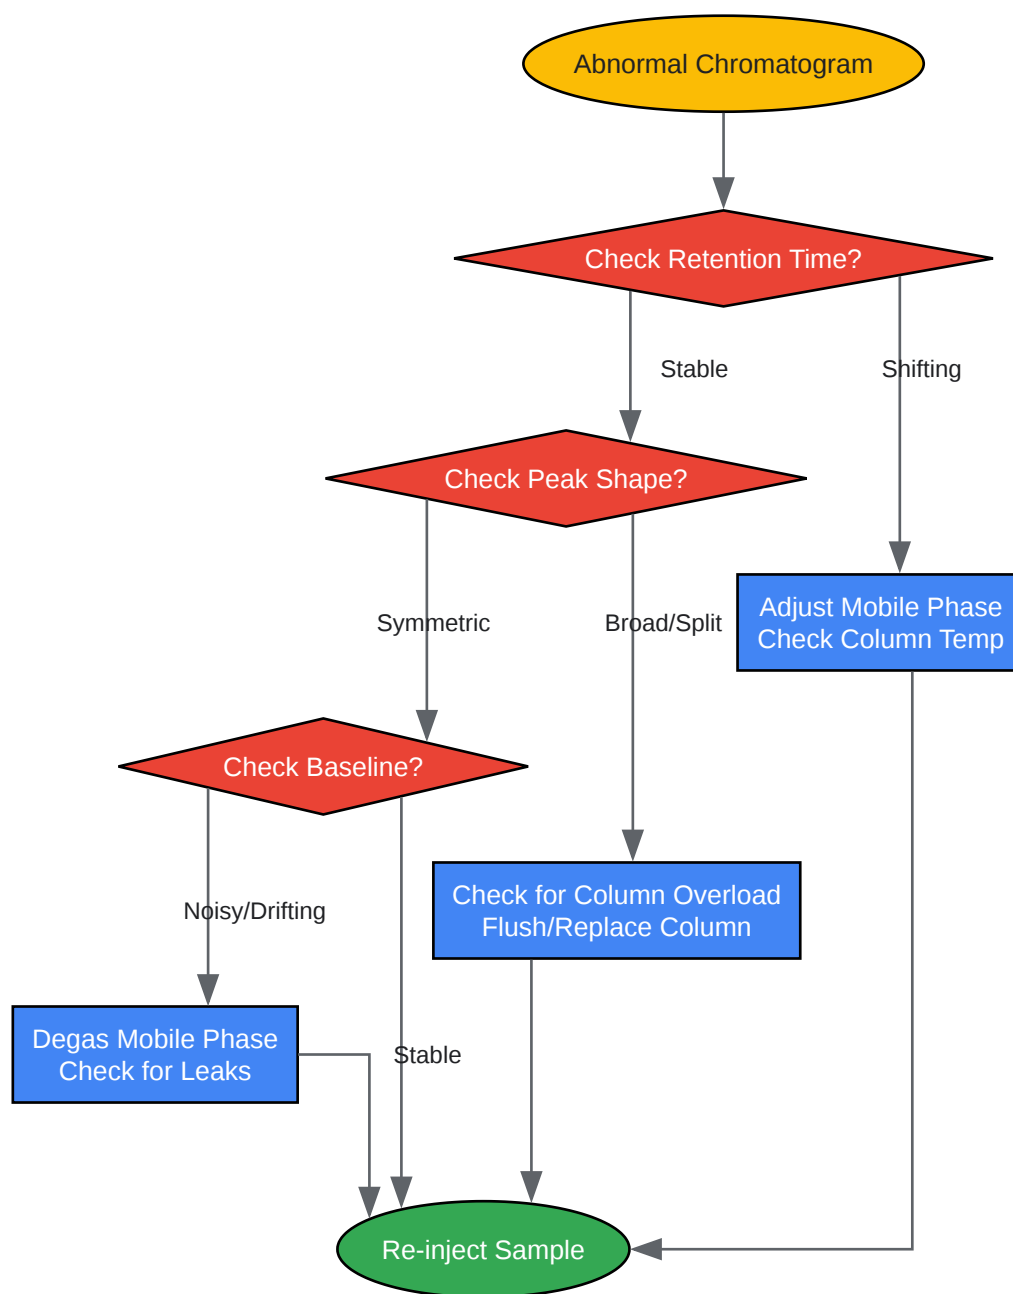 Abnormal Chromatogram
Check Retention Time?
Stable
Shifting
Check Peak Shape?
Symmetric
Broad/Split
Adjust Mobile Phase
Check Column Temp
Check Baseline?
Noisy/Drifting
Check for Column Overload
Flush/Replace Column
Degas Mobile Phase
Check for Leaks
Stable
Re-inject Sample